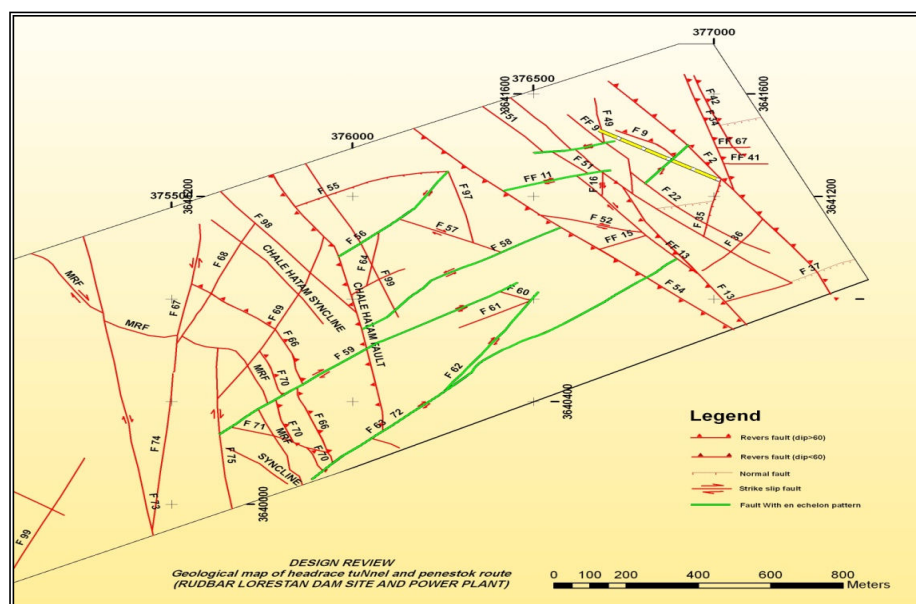 377000
376500
3641600
3641600
F 42
F 34
F 49
FF 9
F 51
F 9
FF 67
F 2
FF 41
376000
F 51
FF 11
F 16
F 22
3641200
375500
F 55
F 97
F 35
F 52
F 36
F 98
F 56
F 57
FF 15
F 58
FF 13
F 17
F 68
CHALE HATAM SYNCLINE
F 99
MRF
F 67
F 60
F 54
F 13
F 69
F 61
CHALE HATAM FAULT
MRF
F 66
F 59
F 62
MRF
F 70
72
3640400
F 71
F 70
F 66
MRF
F 70
F 74
F 75
SYNCLINE
F 73
F 99
3640000
Legend
Revers fault (dip>60)
Revers fault (dip<60)
Normal fault
Strike slip fault
Fault With en echelon pattern
DESIGN REVIEW
Geological map of headrace tuNnel and penestok route
(RUDBAR LORESTAN DAM SITE AND POWER PLANT)
0 200 400 600 800
Meters